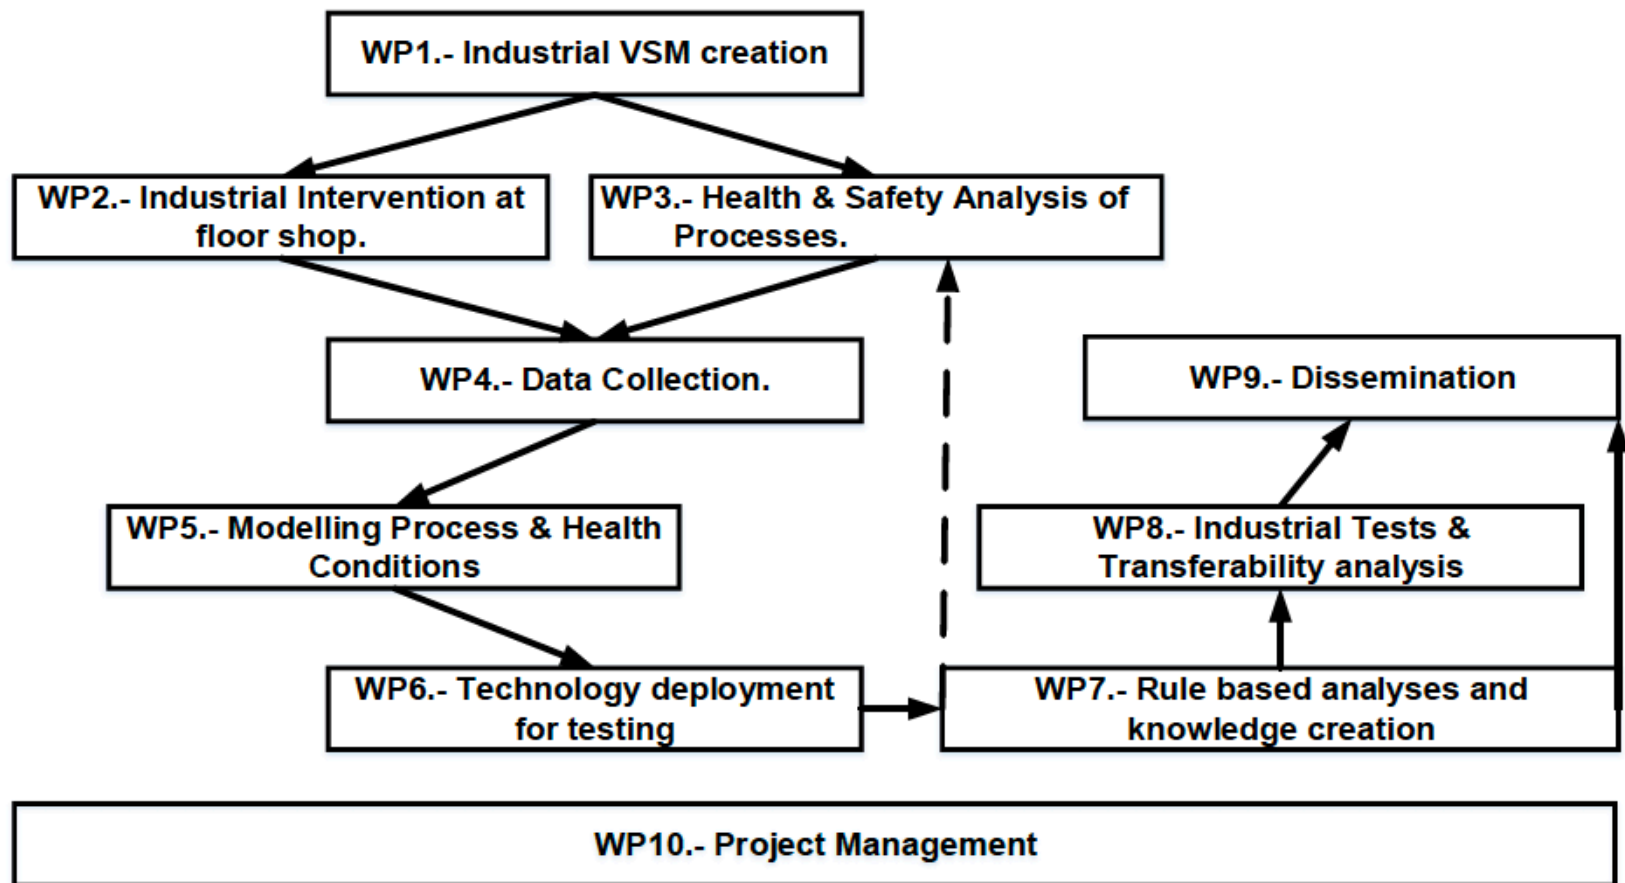 WP1.- Industrial VSM creation
WP2.- Industrial Intervention at
floor shop.
WP3.- Health & Safety Analysis of
Processes.
WP4.- Data Collection.
WP9.- Dissemination
WP5.- Modelling Process & Health
Conditions
WP8.- Industrial Tests &
Transferability analysis
WP6.- Technology deployment
for testing
WP7.- Rule based analyses and
knowledge creation
WP10.- Project Management